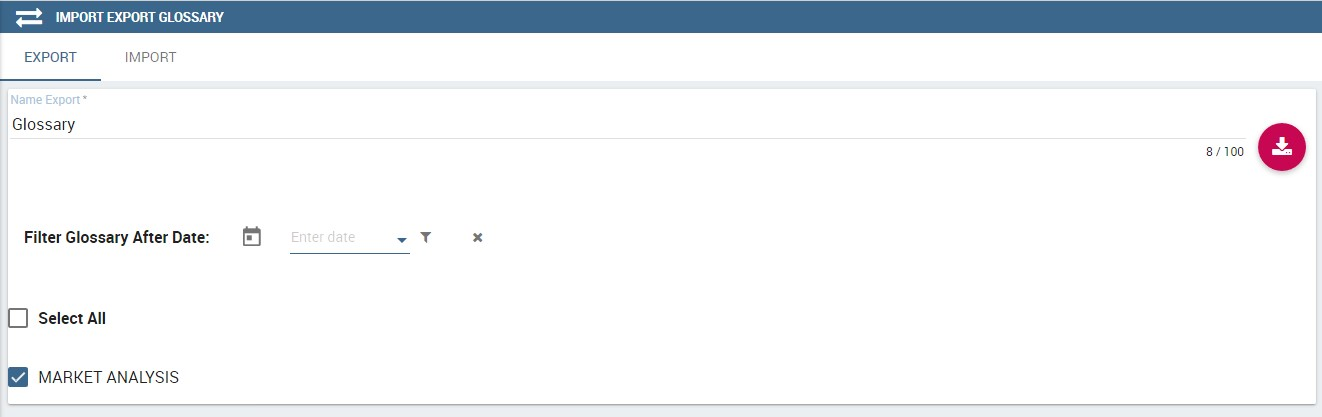 IMPORT EXPORT GLOSSARY
EXPORT IMPORT
Name Export *
Glossary
8 / 100
Filter Glossary After Date: Enter date
Select All
MARKET ANALYSIS